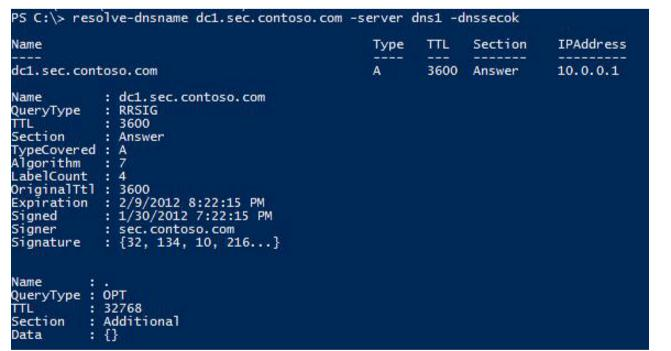 PS C:\> resolve-dnsname dc1.sec.contoso.com -server dns1 -dnssecok
Name Type TTL Section IPAddress
---- ---- --- ------- ---------
dc1.sec.contoso.com A 3600 Answer 10.0.0.1
Name : dc1.sec.contoso.com
QueryType : RRSIG
TTL : 3600
Section : Answer
TypeCovered : A
Algorithm : 7
LabelCount : 4
OriginalTtl : 3600
Expiration : 2/9/2012 8:22:15 PM
Signed : 1/30/2012 7:22:15 PM
Signer : sec.contoso.com
Signature : {32, 134, 10, 216...}
Name : .
QueryType : OPT
TTL : 32768
Section : Additional
Data : {}